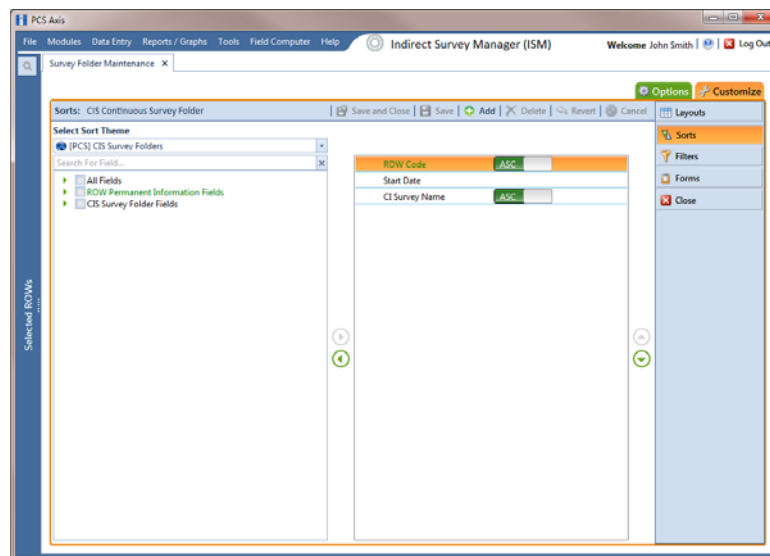 PCS Axis
File Modules Data Entry Reports / Graphs Tools Field Computer Help Indirect Survey Manager (ISM) Welcome John Smith Log Out
Survey Folder Maintenance
Options Customize
Sorts: CIS Continuous Survey Folder Save and Close Save Add Delete Revert Cancel
Layouts
Select Sort Theme
Sorts
[PCS] CIS Survey Folders
Search For Field...
Filters
ROW Code ASC
All Fields
Start Date
Forms
ROW Permanent Information Fields
CIS Survey Folder Fields
CI Survey Name ASC
Close
Selected ROWs